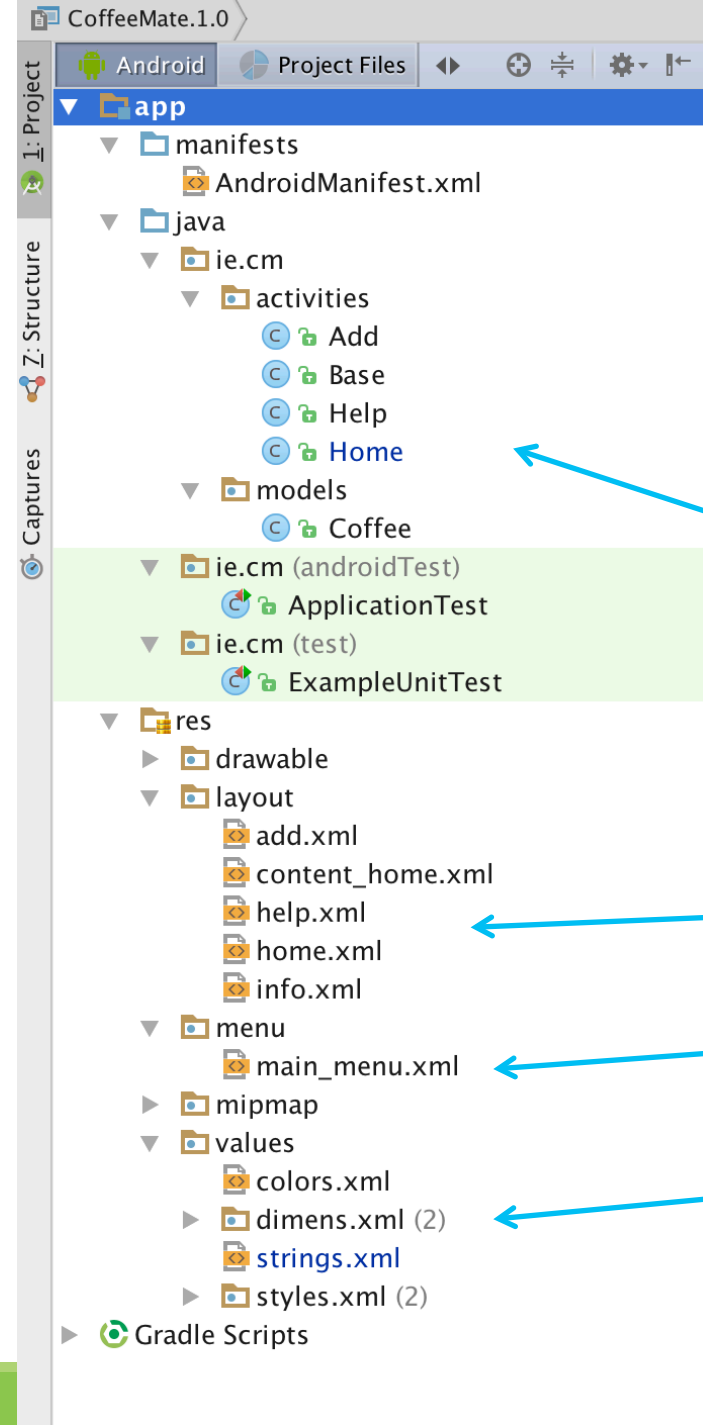 CoffeeMate.1.0
Android Project Files
1: Project
7: Structure
Captures
app
manifests
AndroidManifest.xml
java
ie.cm
activities
Add
Base
Help
Home
models
Coffee
ie.cm (androidTest)
ApplicationTest
ie.cm (test)
ExampleUnitTest
res
drawable
layout
add.xml
content_home.xml
help.xml
home.xml
info.xml
menu
main_menu.xml
mipmap
values
colors.xml
dimens.xml (2)
strings.xml
styles.xml (2)
Gradle Scripts